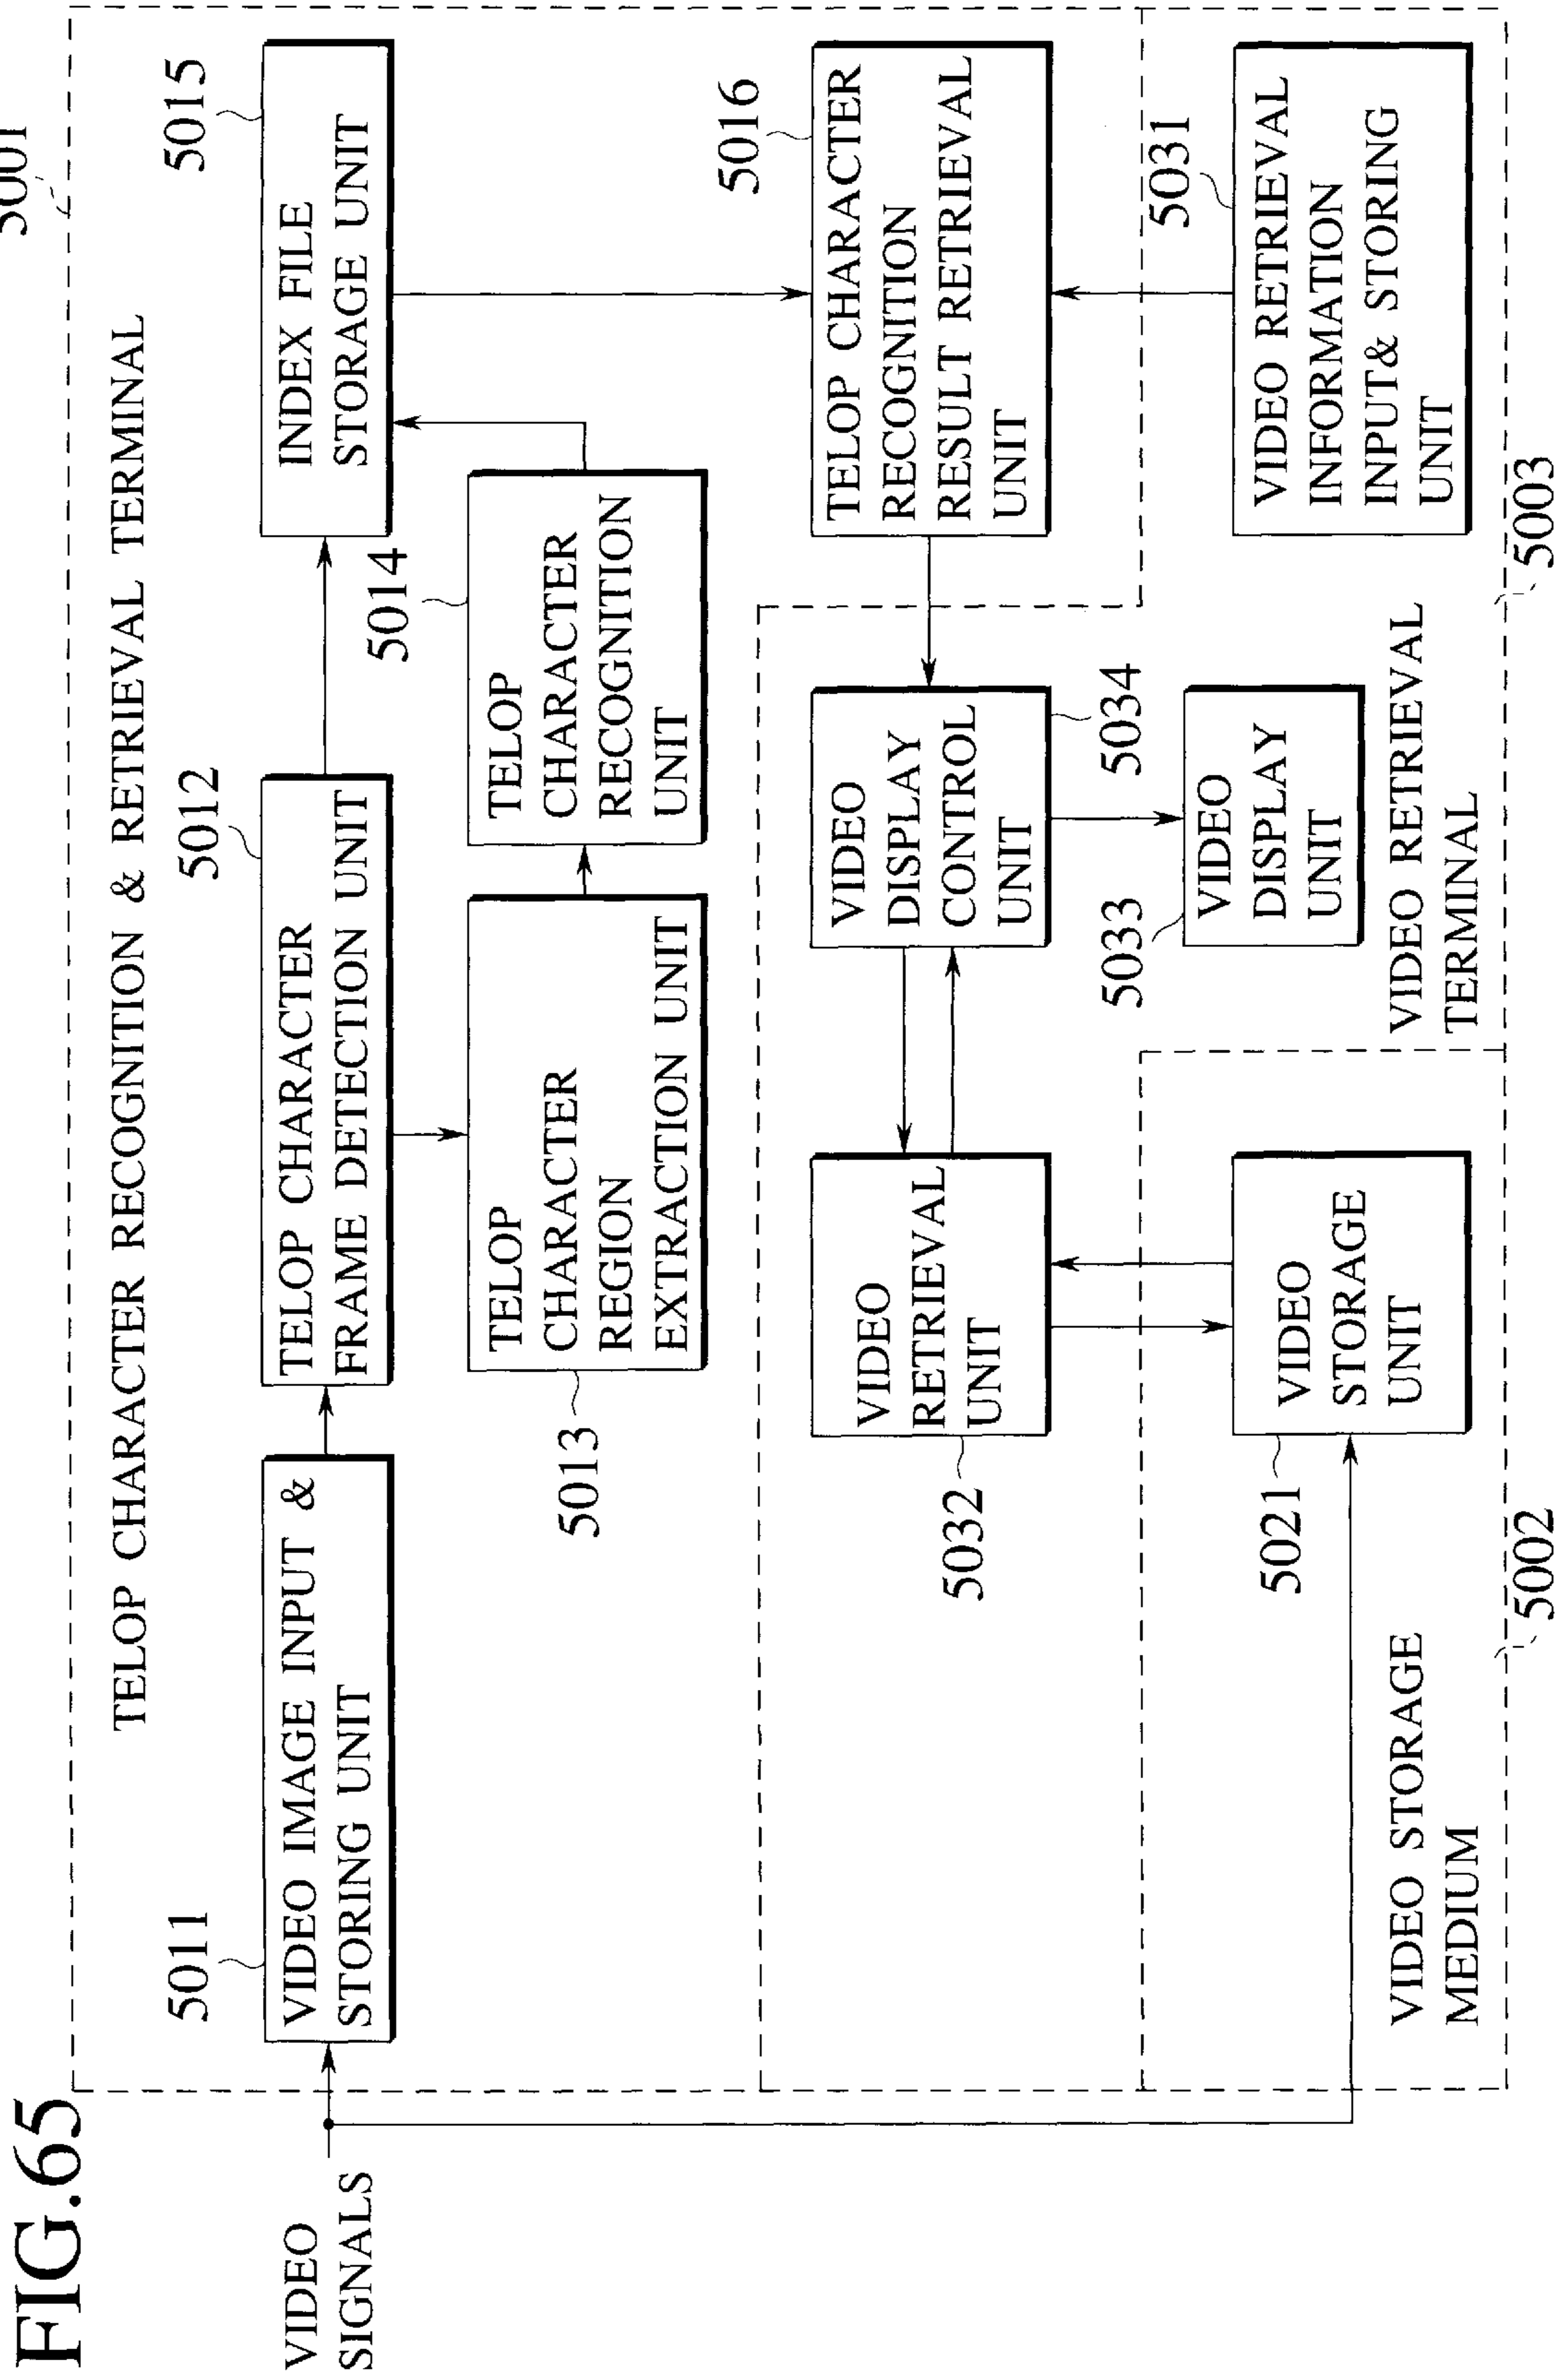 FIG.65
5001
TELOP CHARACTER RECOGNITION & RETRIEVAL TERMINAL
VIDEO
SIGNALS
5011
VIDEO IMAGE INPUT &
STORING UNIT
5012
TELOP CHARACTER
FRAME DETECTION UNIT
5015
INDEX FILE
STORAGE UNIT
5013
TELOP
CHARACTER
REGION
EXTRACTION UNIT
5014
TELOP
CHARACTER
RECOGNITION
UNIT
5016
TELOP CHARACTER
RECOGNITION
RESULT RETRIEVAL
UNIT
5032
VIDEO
RETRIEVAL
UNIT
VIDEO
DISPLAY
CONTROL
UNIT
5034
5033
VIDEO
DISPLAY
UNIT
5031
VIDEO RETRIEVAL
INFORMATION
INPUT& STORING
UNIT
5021
VIDEO
STORAGE
UNIT
VIDEO STORAGE
MEDIUM
5002
VIDEO RETRIEVAL
TERMINAL
5003